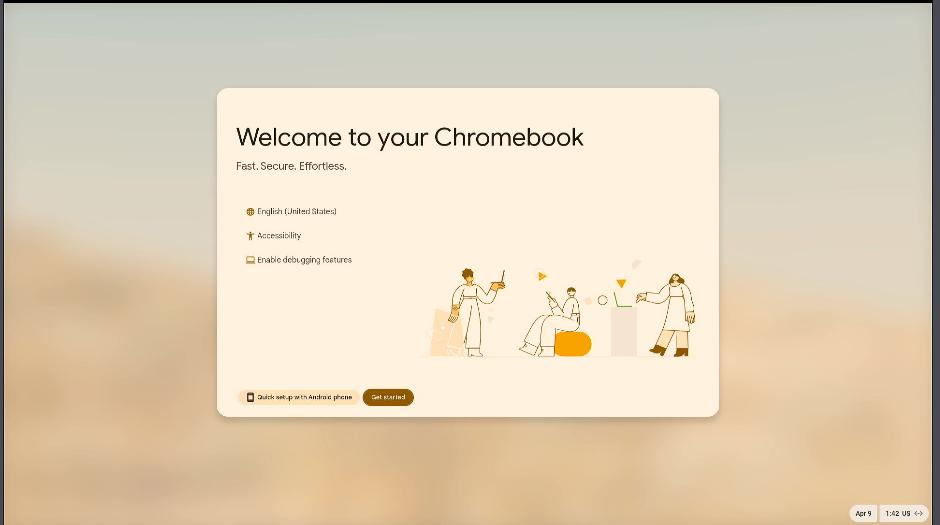 Welcome to your Chromebook
Fast. Secure. Effortless.
English (United States)
Accessibility
Enable debugging features
Quick setup with Android phone
Get started
Apr 9
1:42 US